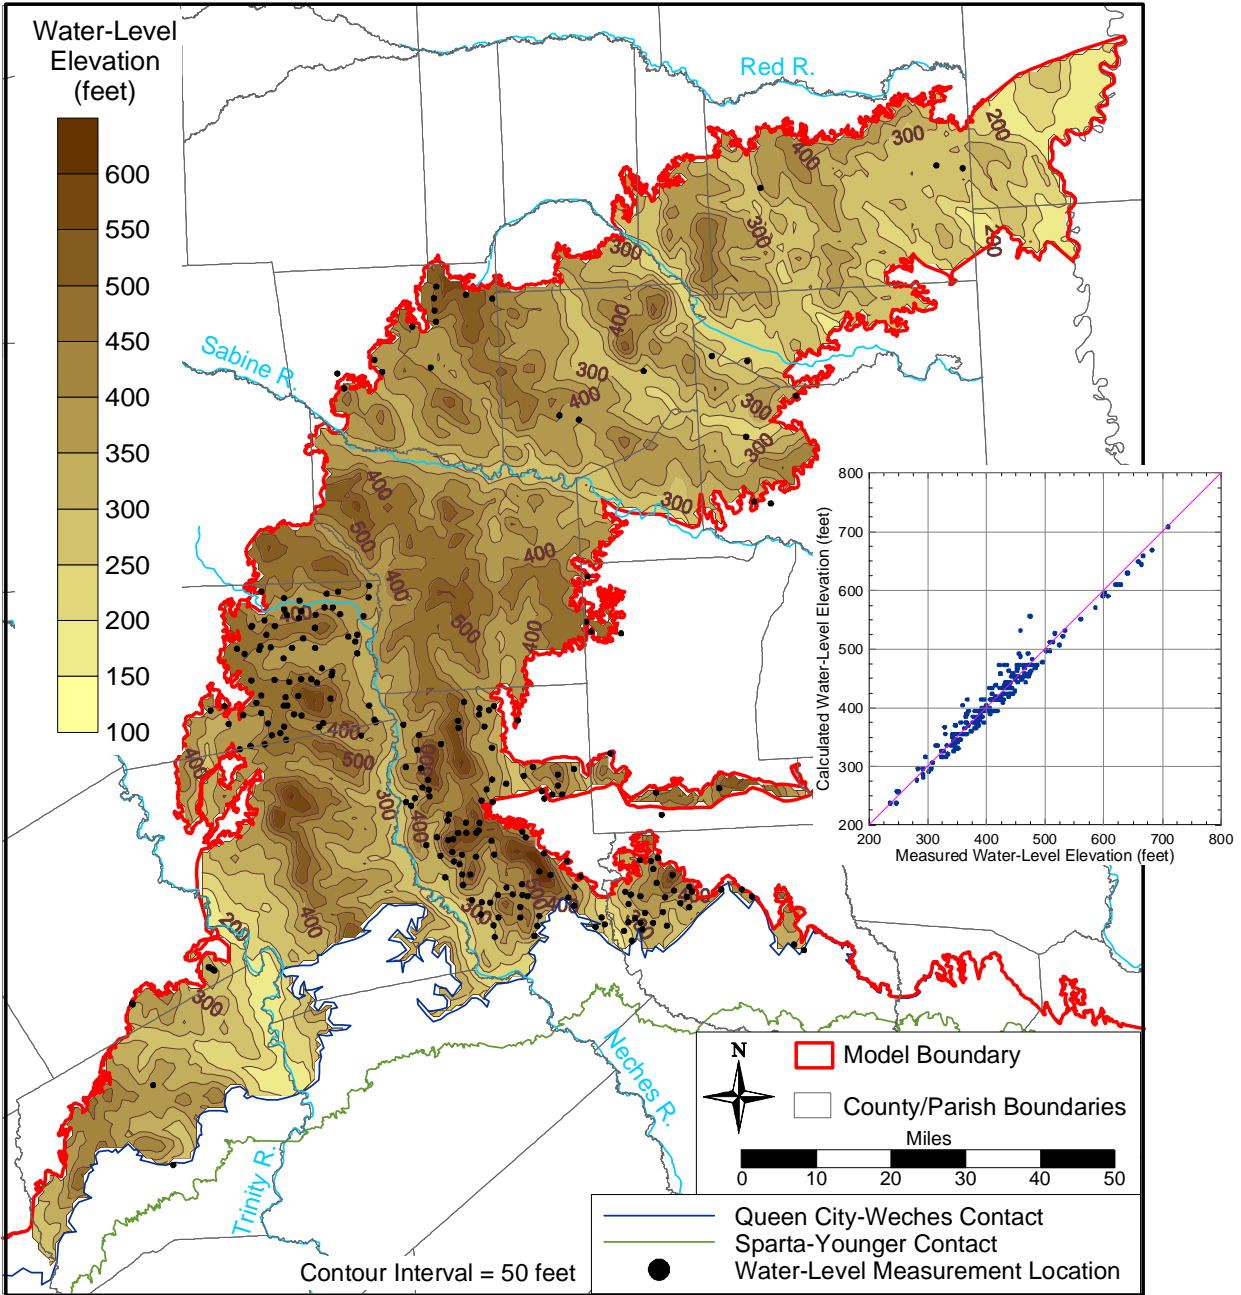 Water-Level
Elevation
(feet)
600
550
500
450
400
350
300
250
200
150
100
Red R.
Sabine R.
Neches R.
Trinity R.
200
300
400
300
200
300
400
300
400
300
300
300
400
500
400
400
500
400
400
400
500
400
300
400
300
500
400
400
200
300
800
700
600
500
400
300
200
Calculated Water-Level Elevation (feet)
200 300 400 500 600 700 800
Measured Water-Level Elevation (feet)
N
Model Boundary
County/Parish Boundaries
Miles
0 10 20 30 40 50
Queen City-Weches Contact
Sparta-Younger Contact
Water-Level Measurement Location
Contour Interval = 50 feet